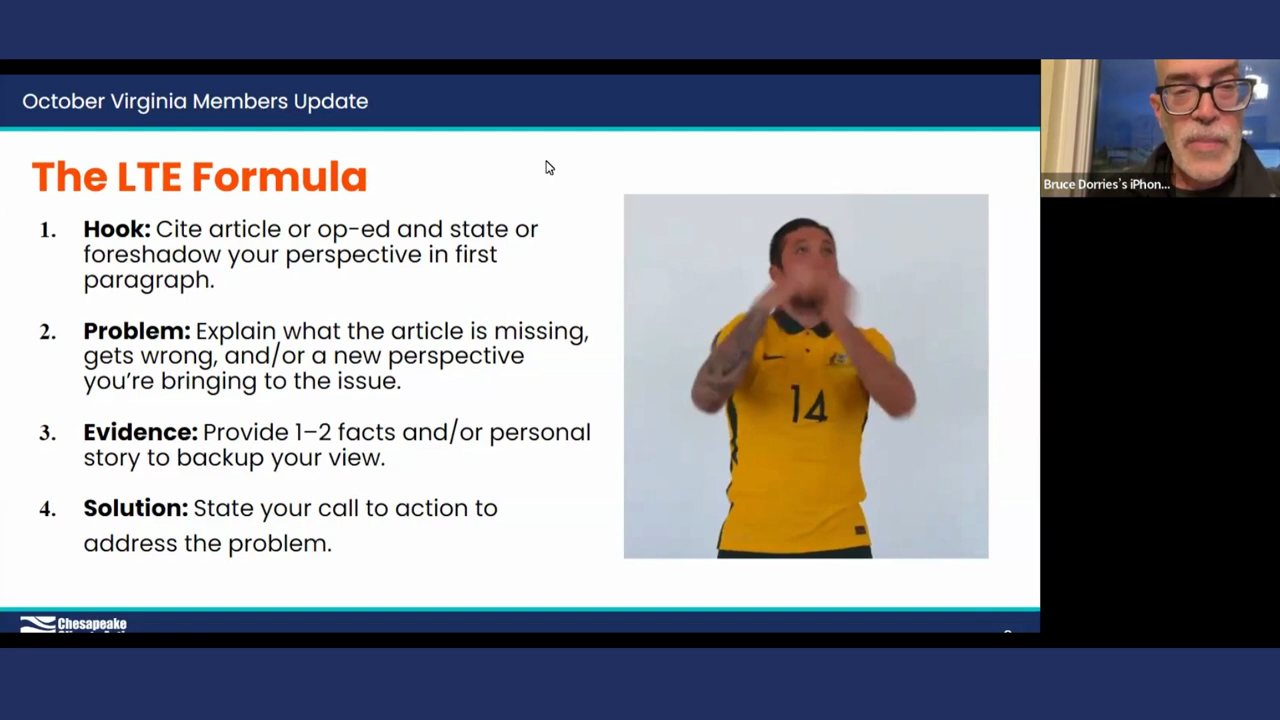 October Virginia Members Update
The LTE Formula
1. Hook: Cite article or op-ed and state or
foreshadow your perspective in first
paragraph.
2. Problem: Explain what the article is missing,
gets wrong, and/or a new perspective
you're bringing to the issue.
3. Evidence: Provide 1–2 facts and/or personal
story to backup your view.
4. Solution: State your call to action to
address the problem.
14
Chesapeake
Bruce Dorries's iPhon...